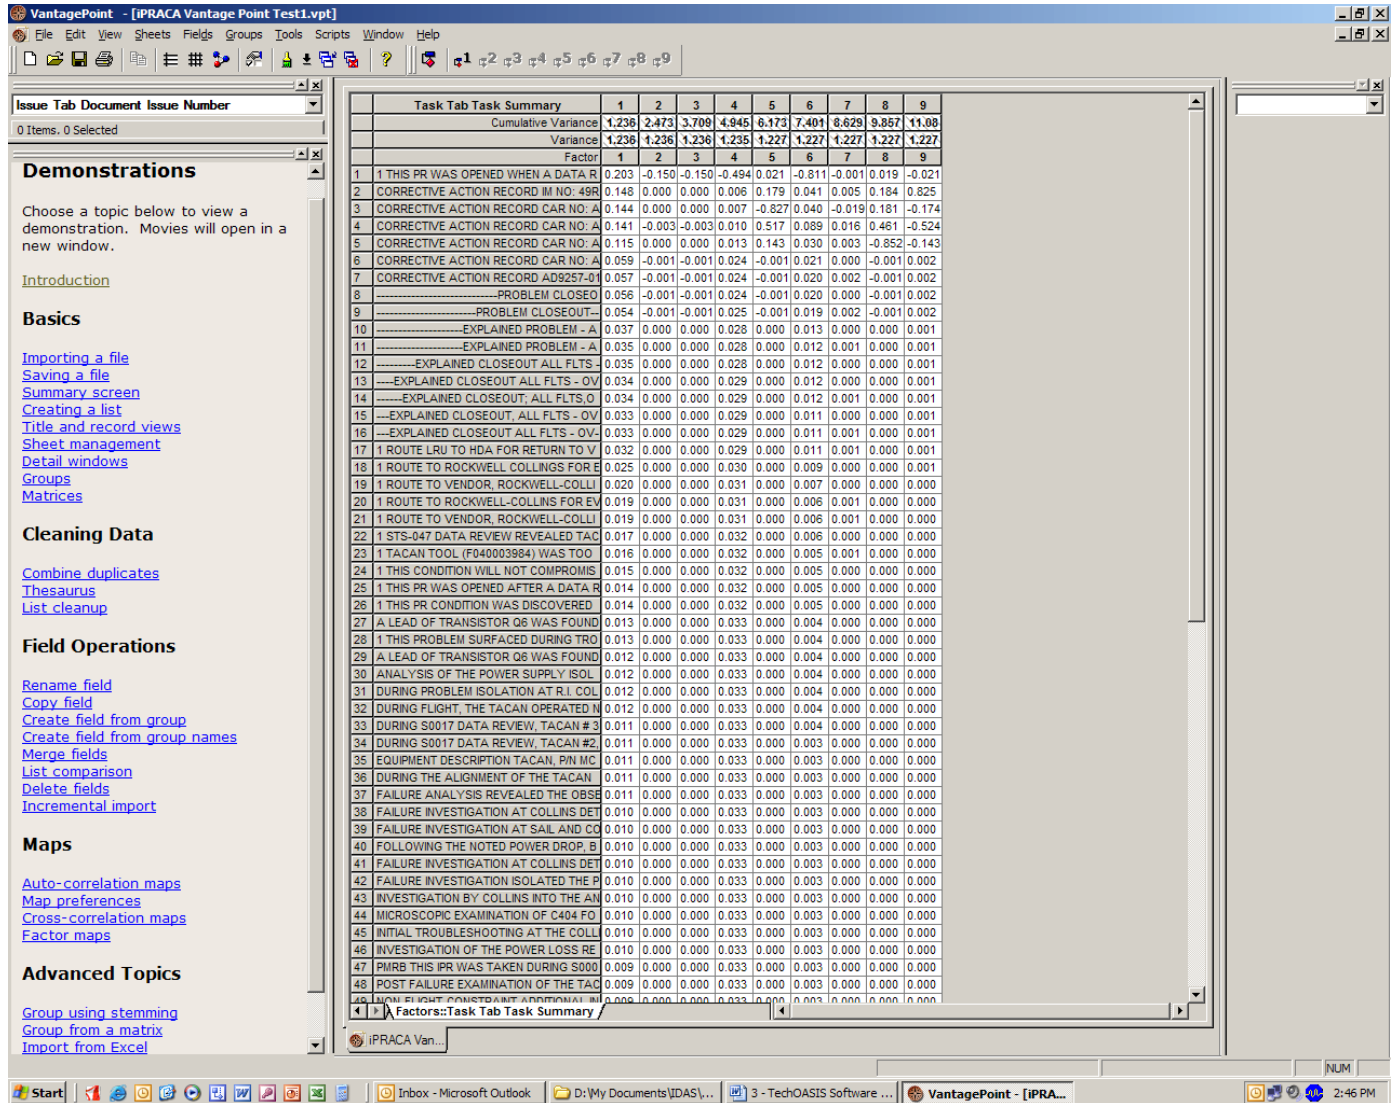 VantagePoint - [iPRACA Vantage Point Test1.vpt]
File Edit View Sheets Fields Groups Tools Scripts Window Help
1 2 3 4 5 6 7 8 9
Issue Tab Document Issue Number
0 Items. 0 Selected
Demonstrations
Choose a topic below to view a
demonstration. Movies will open in a
new window.
Introduction
Basics
Importing a file
Saving a file
Summary screen
Creating a list
Title and record views
Sheet management
Detail windows
Groups
Matrices
Cleaning Data
Combine duplicates
Thesaurus
List cleanup
Field Operations
Rename field
Copy field
Create field from group
Create field from group names
Merge fields
List comparison
Delete fields
Incremental import
Maps
Auto-correlation maps
Map preferences
Cross-correlation maps
Factor maps
Advanced Topics
Group using stemming
Group from a matrix
Import from Excel
Task Tab Task Summary 1 2 3 4 5 6 7 8 9
Cumulative Variance 1.236 2.473 3.709 4.945 6.173 7.401 8.629 9.857 11.08
Variance 1.236 1.236 1.236 1.235 1.227 1.227 1.227 1.227 1.227
Factor 1 2 3 4 5 6 7 8 9
1 1 THIS PR WAS OPENED WHEN A DATA R 0.203 -0.150 -0.150 -0.494 0.021 -0.811 -0.001 0.019 -0.021
2 CORRECTIVE ACTION RECORD IM NO: 49R 0.148 0.000 0.000 0.006 0.179 0.041 0.005 0.184 0.825
3 CORRECTIVE ACTION RECORD CAR NO: A 0.144 0.000 0.000 0.007 -0.827 0.040 -0.019 0.181 -0.174
4 CORRECTIVE ACTION RECORD CAR NO: A 0.141 -0.003 -0.003 0.010 0.517 0.089 0.016 0.461 -0.524
5 CORRECTIVE ACTION RECORD CAR NO: A 0.115 0.000 0.000 0.013 0.143 0.030 0.003 -0.852 -0.143
6 CORRECTIVE ACTION RECORD CAR NO: A 0.059 -0.001 -0.001 0.024 -0.001 0.021 0.000 -0.001 0.002
7 CORRECTIVE ACTION RECORD AD9257-01 0.057 -0.001 -0.001 0.024 -0.001 0.020 0.002 -0.001 0.002
8 ----------------------------PROBLEM CLOSEO 0.056 -0.001 -0.001 0.024 -0.001 0.020 0.000 -0.001 0.002
9 -----------------------PROBLEM CLOSEOUT-- 0.054 -0.001 -0.001 0.025 -0.001 0.019 0.002 -0.001 0.002
10 --------------------EXPLAINED PROBLEM - A 0.037 0.000 0.000 0.028 0.000 0.013 0.000 0.000 0.001
11 --------------------EXPLAINED PROBLEM - A 0.035 0.000 0.000 0.028 0.000 0.012 0.001 0.000 0.001
12 ---------EXPLAINED CLOSEOUT ALL FLTS - 0.035 0.000 0.000 0.028 0.000 0.012 0.000 0.000 0.001
13 ----EXPLAINED CLOSEOUT ALL FLTS - OV 0.034 0.000 0.000 0.029 0.000 0.012 0.000 0.000 0.001
14 ------EXPLAINED CLOSEOUT; ALL FLTS,O 0.034 0.000 0.000 0.029 0.000 0.012 0.001 0.000 0.001
15 ---EXPLAINED CLOSEOUT, ALL FLTS - OV 0.033 0.000 0.000 0.029 0.000 0.011 0.000 0.000 0.001
16 ---EXPLAINED CLOSEOUT ALL FLTS - OV- 0.033 0.000 0.000 0.029 0.000 0.011 0.001 0.000 0.001
17 1 ROUTE LRU TO HDA FOR RETURN TO V 0.032 0.000 0.000 0.029 0.000 0.011 0.001 0.000 0.001
18 1 ROUTE TO ROCKWELL COLLINGS FOR E 0.025 0.000 0.000 0.030 0.000 0.009 0.000 0.000 0.001
19 1 ROUTE TO VENDOR, ROCKWELL-COLLI 0.020 0.000 0.000 0.031 0.000 0.007 0.000 0.000 0.000
20 1 ROUTE TO ROCKWELL-COLLINS FOR EV 0.019 0.000 0.000 0.031 0.000 0.006 0.001 0.000 0.000
21 1 ROUTE TO VENDOR, ROCKWELL-COLLI 0.019 0.000 0.000 0.031 0.000 0.006 0.001 0.000 0.000
22 1 STS-047 DATA REVIEW REVEALED TAC 0.017 0.000 0.000 0.032 0.000 0.006 0.000 0.000 0.000
23 1 TACAN TOOL (F040003984) WAS TOO 0.016 0.000 0.000 0.032 0.000 0.005 0.001 0.000 0.000
24 1 THIS CONDITION WILL NOT COMPROMIS 0.015 0.000 0.000 0.032 0.000 0.005 0.000 0.000 0.000
25 1 THIS PR WAS OPENED AFTER A DATA R 0.014 0.000 0.000 0.032 0.000 0.005 0.000 0.000 0.000
26 1 THIS PR CONDITION WAS DISCOVERED 0.014 0.000 0.000 0.032 0.000 0.005 0.000 0.000 0.000
27 A LEAD OF TRANSISTOR Q6 WAS FOUND 0.013 0.000 0.000 0.033 0.000 0.004 0.000 0.000 0.000
28 1 THIS PROBLEM SURFACED DURING TRO 0.013 0.000 0.000 0.033 0.000 0.004 0.000 0.000 0.000
29 A LEAD OF TRANSISTOR Q6 WAS FOUND 0.012 0.000 0.000 0.033 0.000 0.004 0.000 0.000 0.000
30 ANALYSIS OF THE POWER SUPPLY ISOL 0.012 0.000 0.000 0.033 0.000 0.004 0.000 0.000 0.000
31 DURING PROBLEM ISOLATION AT R.I. COL 0.012 0.000 0.000 0.033 0.000 0.004 0.000 0.000 0.000
32 DURING FLIGHT, THE TACAN OPERATED N 0.012 0.000 0.000 0.033 0.000 0.004 0.000 0.000 0.000
33 DURING S0017 DATA REVIEW, TACAN # 3 0.011 0.000 0.000 0.033 0.000 0.004 0.000 0.000 0.000
34 DURING S0017 DATA REVIEW, TACAN #2, 0.011 0.000 0.000 0.033 0.000 0.003 0.000 0.000 0.000
35 EQUIPMENT DESCRIPTION TACAN, P/N MC 0.011 0.000 0.000 0.033 0.000 0.003 0.000 0.000 0.000
36 DURING THE ALIGNMENT OF THE TACAN 0.011 0.000 0.000 0.033 0.000 0.003 0.000 0.000 0.000
37 FAILURE ANALYSIS REVEALED THE OBSE 0.011 0.000 0.000 0.033 0.000 0.003 0.000 0.000 0.000
38 FAILURE INVESTIGATION AT COLLINS DET 0.010 0.000 0.000 0.033 0.000 0.003 0.000 0.000 0.000
39 FAILURE INVESTIGATION AT SAIL AND CO 0.010 0.000 0.000 0.033 0.000 0.003 0.000 0.000 0.000
40 FOLLOWING THE NOTED POWER DROP, B 0.010 0.000 0.000 0.033 0.000 0.003 0.000 0.000 0.000
41 FAILURE INVESTIGATION AT COLLINS DET 0.010 0.000 0.000 0.033 0.000 0.003 0.000 0.000 0.000
42 FAILURE INVESTIGATION ISOLATED THE P 0.010 0.000 0.000 0.033 0.000 0.003 0.000 0.000 0.000
43 INVESTIGATION BY COLLINS INTO THE AN 0.010 0.000 0.000 0.033 0.000 0.003 0.000 0.000 0.000
44 MICROSCOPIC EXAMINATION OF C404 FO 0.010 0.000 0.000 0.033 0.000 0.003 0.000 0.000 0.000
45 INITIAL TROUBLESHOOTING AT THE COLLI 0.010 0.000 0.000 0.033 0.000 0.003 0.000 0.000 0.000
46 INVESTIGATION OF THE POWER LOSS RE 0.010 0.000 0.000 0.033 0.000 0.003 0.000 0.000 0.000
47 PMRB THIS IPR WAS TAKEN DURING S000 0.009 0.000 0.000 0.033 0.000 0.003 0.000 0.000 0.000
48 POST FAILURE EXAMINATION OF THE TAC 0.009 0.000 0.000 0.033 0.000 0.003 0.000 0.000 0.000
49 NON FLIGHT CONSTRAINT ADDITIONAL IN 0.009 0.000 0.000 0.033 0.000 0.003 0.000 0.000 0.000
Factors::Task Tab Task Summary
iPRACA Van...
NUM
Start Inbox - Microsoft Outlook D:\My Documents\IDAS\... 3 - TechOASIS Software ... VantagePoint - [iPRA... 2:46 PM